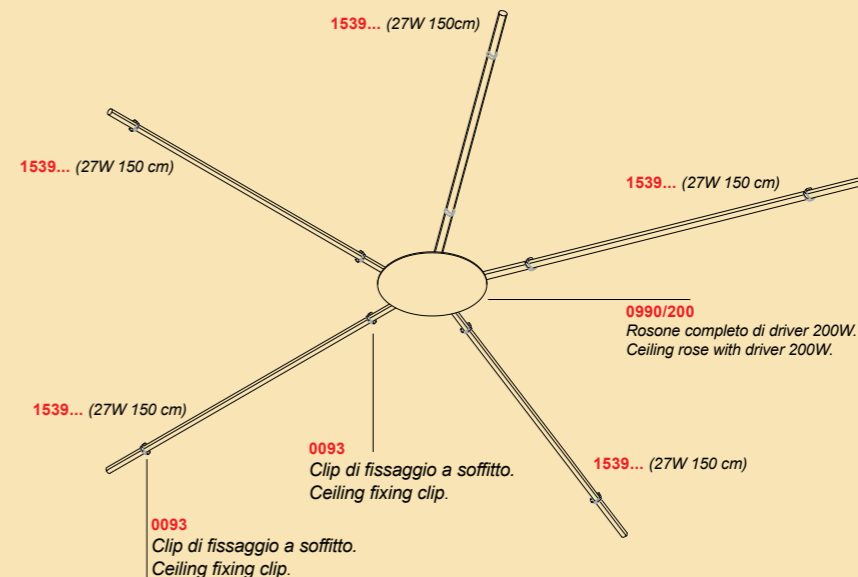 1539... (27W 150cm)
1539... (27W 150 cm)
1539... (27W 150 cm)
0990/200
Rosone completo di driver 200W.
Ceiling rose with driver 200W.
1539... (27W 150 cm)
0093
Clip di fissaggio a soffitto.
Ceiling fixing clip.
1539... (27W 150 cm)
0093
Clip di fissaggio a soffitto.
Ceiling fixing clip.